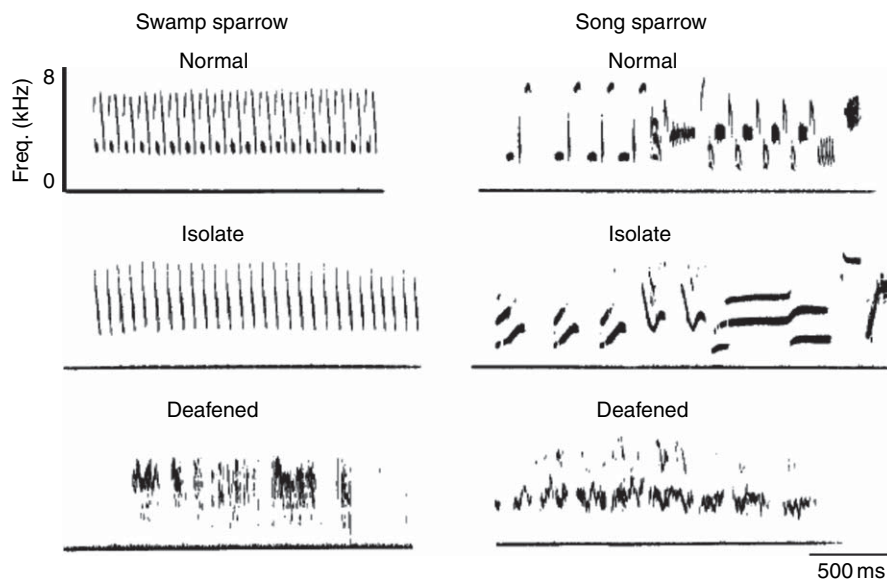 Swamp sparrow
Song sparrow
Normal
Normal
8
Freq. (kHz)
0
Isolate
Isolate
Deafened
Deafened
500 ms